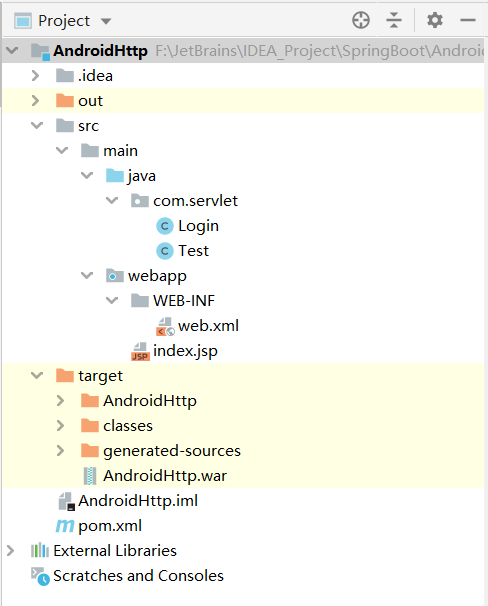 Project
AndroidHttp F:\JetBrains\IDEA_Project\SpringBoot\Android
.idea
out
src
main
java
com.servlet
C Login
C Test
webapp
WEB-INF
web.xml
JSP index.jsp
target
AndroidHttp
classes
generated-sources
AndroidHttp.war
AndroidHttp.iml
m pom.xml
External Libraries
Scratches and Consoles